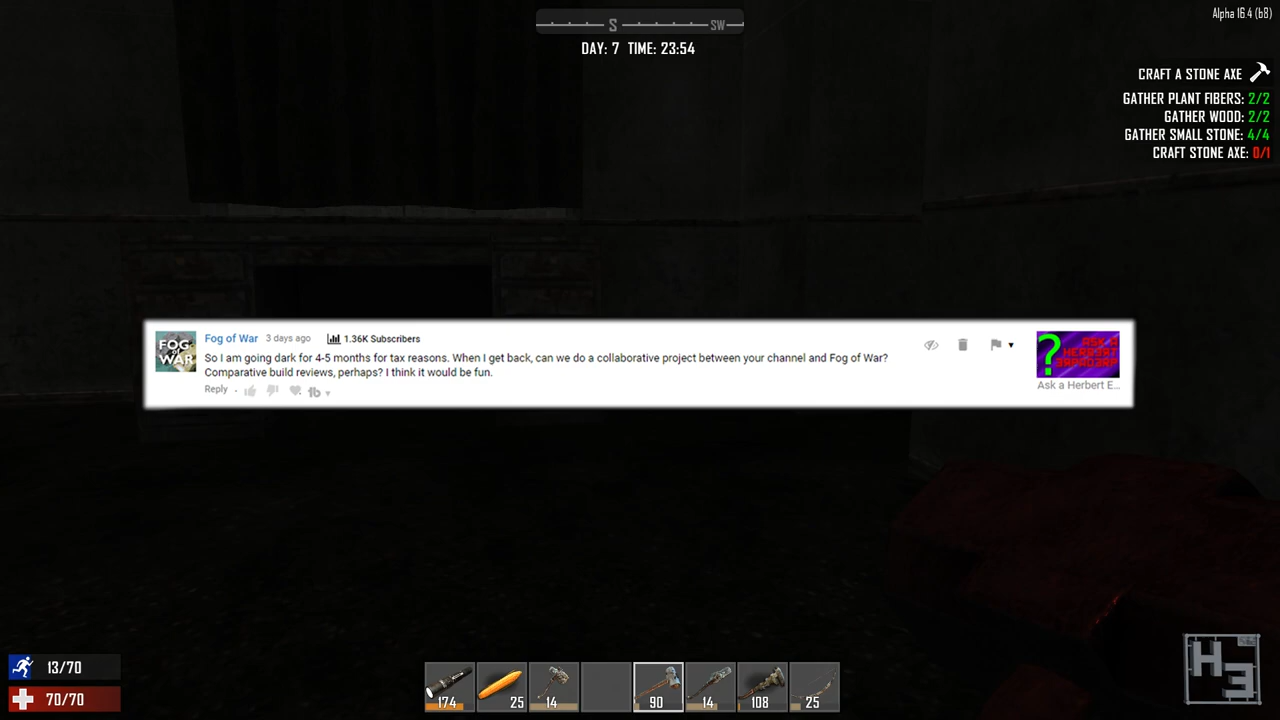 Alpha 16.4 (b8)
S SW
DAY: 7 TIME: 23:54
CRAFT A STONE AXE
GATHER PLANT FIBERS: 2/2
GATHER WOOD: 2/2
GATHER SMALL STONE: 4/4
CRAFT STONE AXE: 0/1
FOG of WAR
Fog of War 3 days ago 1.36K Subscribers
So I am going dark for 4-5 months for tax reasons. When I get back, can we do a collaborative project between your channel and Fog of War?
Comparative build reviews, perhaps? I think it would be fun.
Reply
? ASK A
HERBERT
Ask a Herbert E...
13/70
70/70
174 25 14 90 14 108 25
H3